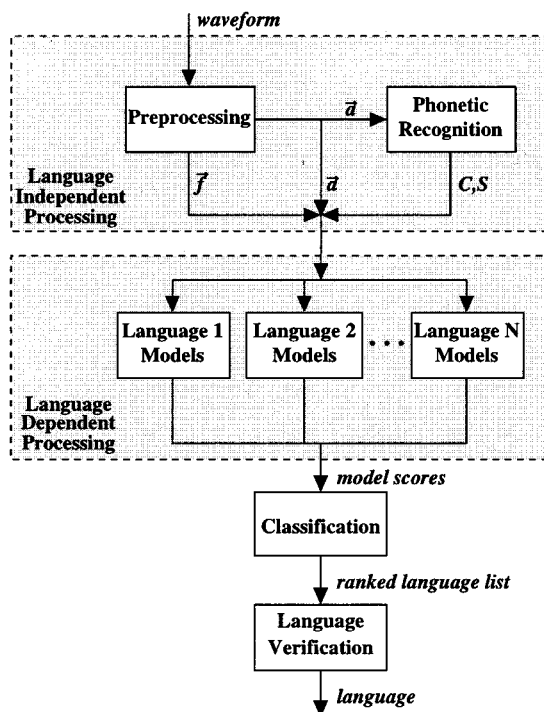 waveform
Preprocessing
a
Phonetic
Recognition
f
a
C,S
Language
Independent
Processing
Language 1
Models
Language 2
Models
• • •
Language N
Models
Language
Dependent
Processing
model scores
Classification
ranked language list
Language
Verification
language